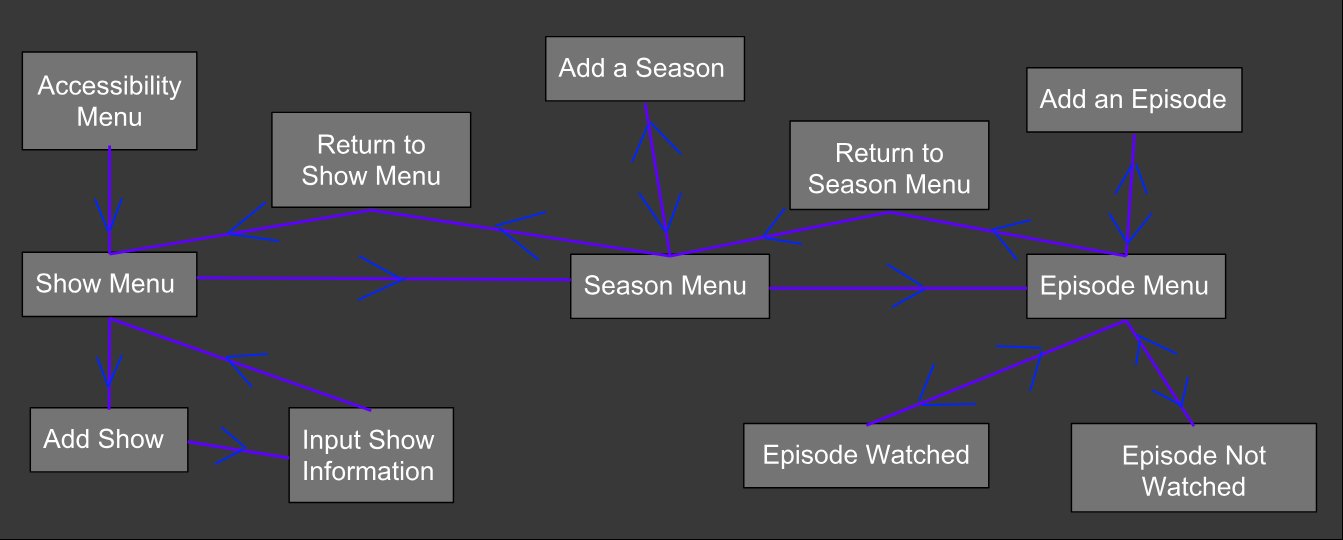 Accessibility
Menu
Return to
Show Menu
Add a Season
Return to
Season Menu
Add an Episode
Show Menu
Season Menu
Episode Menu
Add Show
Input Show
Information
Episode Watched
Episode Not
Watched